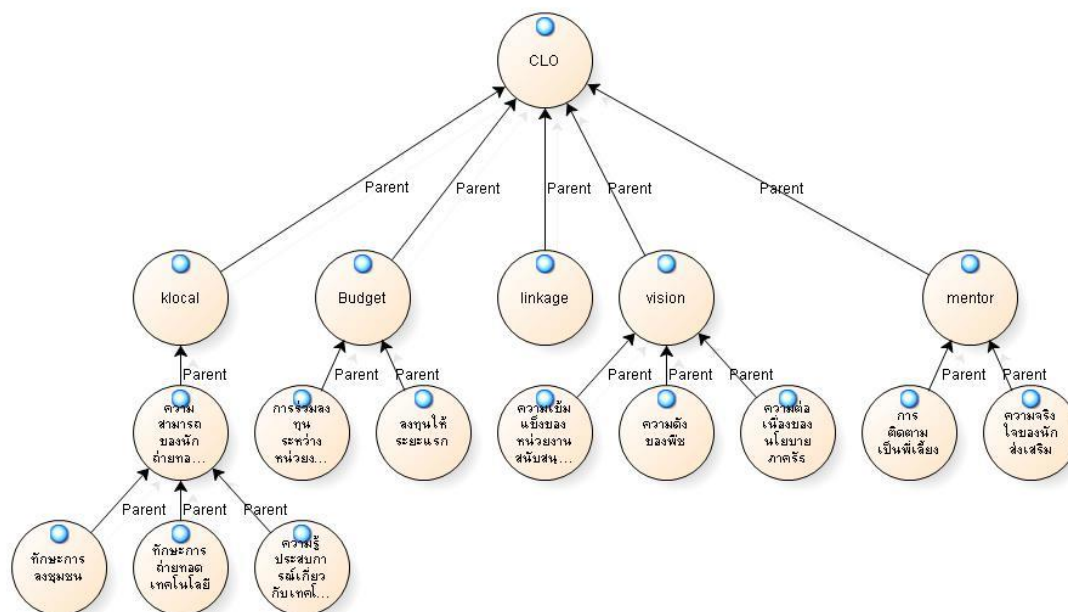 CLO
Parent
Parent
Parent
Parent
Parent
klocal
Budget
linkage
vision
mentor
Parent
Parent
Parent
Parent
Parent
Parent
Parent
Parent
ความ
สามารถ
ของนัก
ถ่ายทอ...
การร่วมลง
ทุน
ระหว่าง
หน่วยง...
ลงทุนให้
ระยะแรก
ความเข้ม
แข็งของ
หน่วยงาน
สนับสนุ...
ความดัง
ของพืช
ความต่อ
เนื่องของ
นโยบาย
ภาครัฐ
การ
ติดตาม
เป็นพี่เลี้ยง
ความจริง
ใจของนัก
ส่งเสริม
Parent
Parent
Parent
ทักษะการ
ลงชุมชน
ทักษะการ
ถ่ายทอด
เทคโนโลยี
ความรู้
ประสบกา
รณ์เกี่ยว
กับเทคโ...